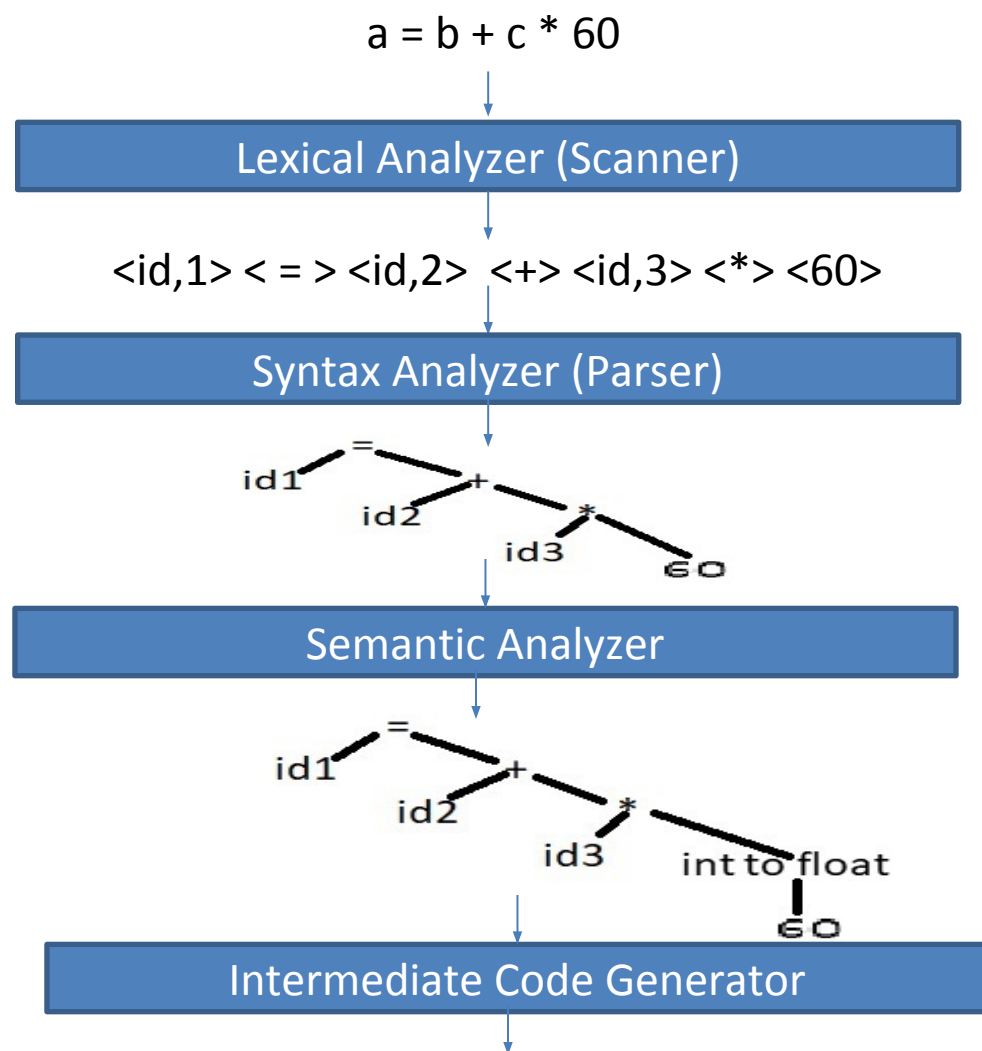 a = b + c * 60
Lexical Analyzer (Scanner)
<id,1> < = > <id,2> <+> <id,3> <*> <60>
Syntax Analyzer (Parser)
=
id1
+
id2
*
id3
60
Semantic Analyzer
=
id1
+
id2
*
id3
int to float
60
Intermediate Code Generator